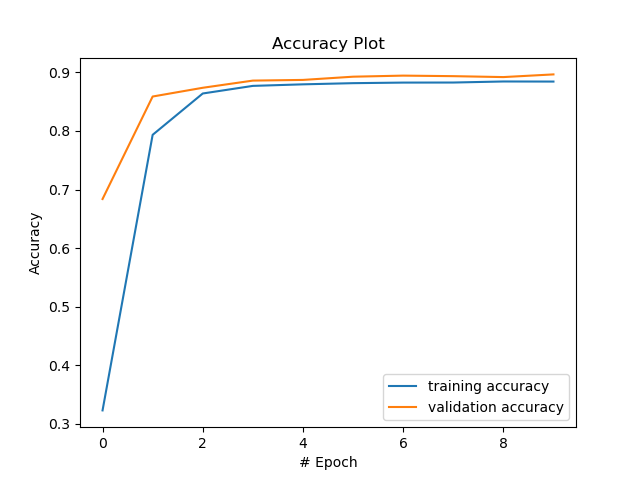 Accuracy Plot
0.9
0.8
0.7
0.6
0.5
0.4
0.3
Accuracy
training accuracy
validation accuracy
0 2 4 6 8
# Epoch